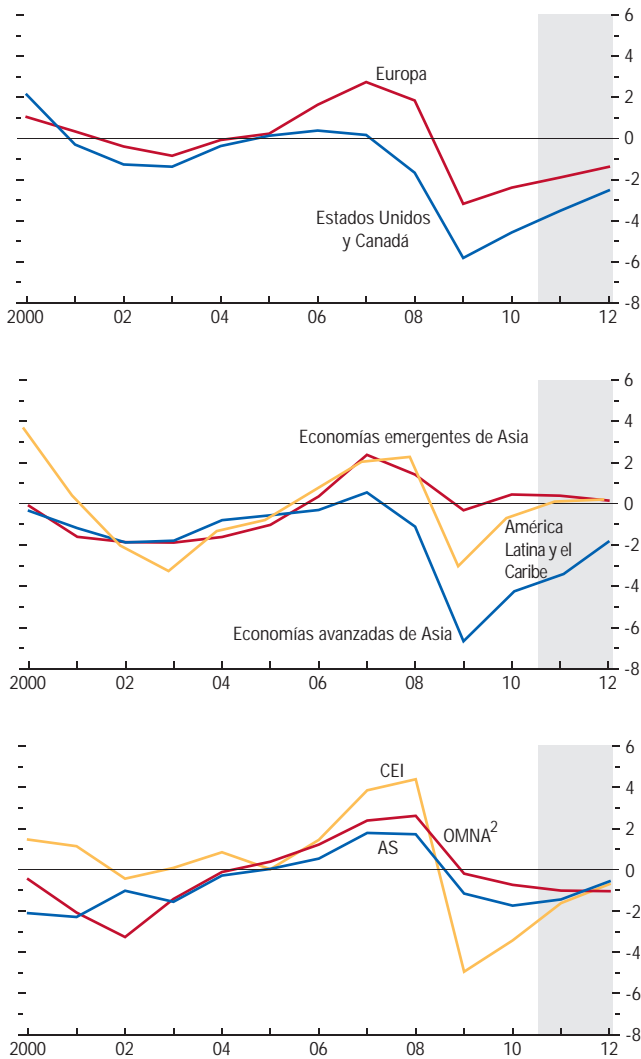 6
4
Europa
2
0
-2
Estados Unidos
y Canadá
-4
-6
-8
2000 02 04 06 08 10 12
6
4
Economías emergentes de Asia
2
0
América
Latina y el
Caribe
-2
-4
Economías avanzadas de Asia
-6
-8
2000 02 04 06 08 10 12
6
CEI
4
OMNA2
2
AS
0
-2
-4
-6
-8
2000 02 04 06 08 10 12